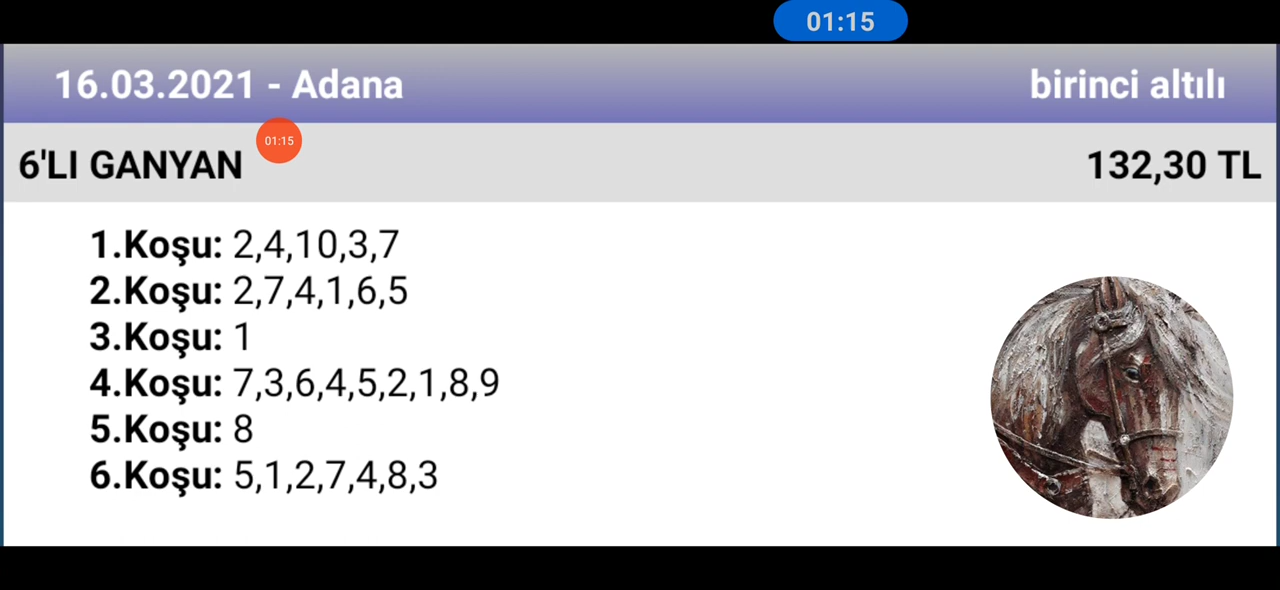 01:15
16.03.2021 - Adana birinci altılı
01:15
6'LI GANYAN 132,30 TL
1.Koşu: 2,4,10,3,7
2.Koşu: 2,7,4,1,6,5
3.Koşu: 1
4.Koşu: 7,3,6,4,5,2,1,8,9
5.Koşu: 8
6.Koşu: 5,1,2,7,4,8,3